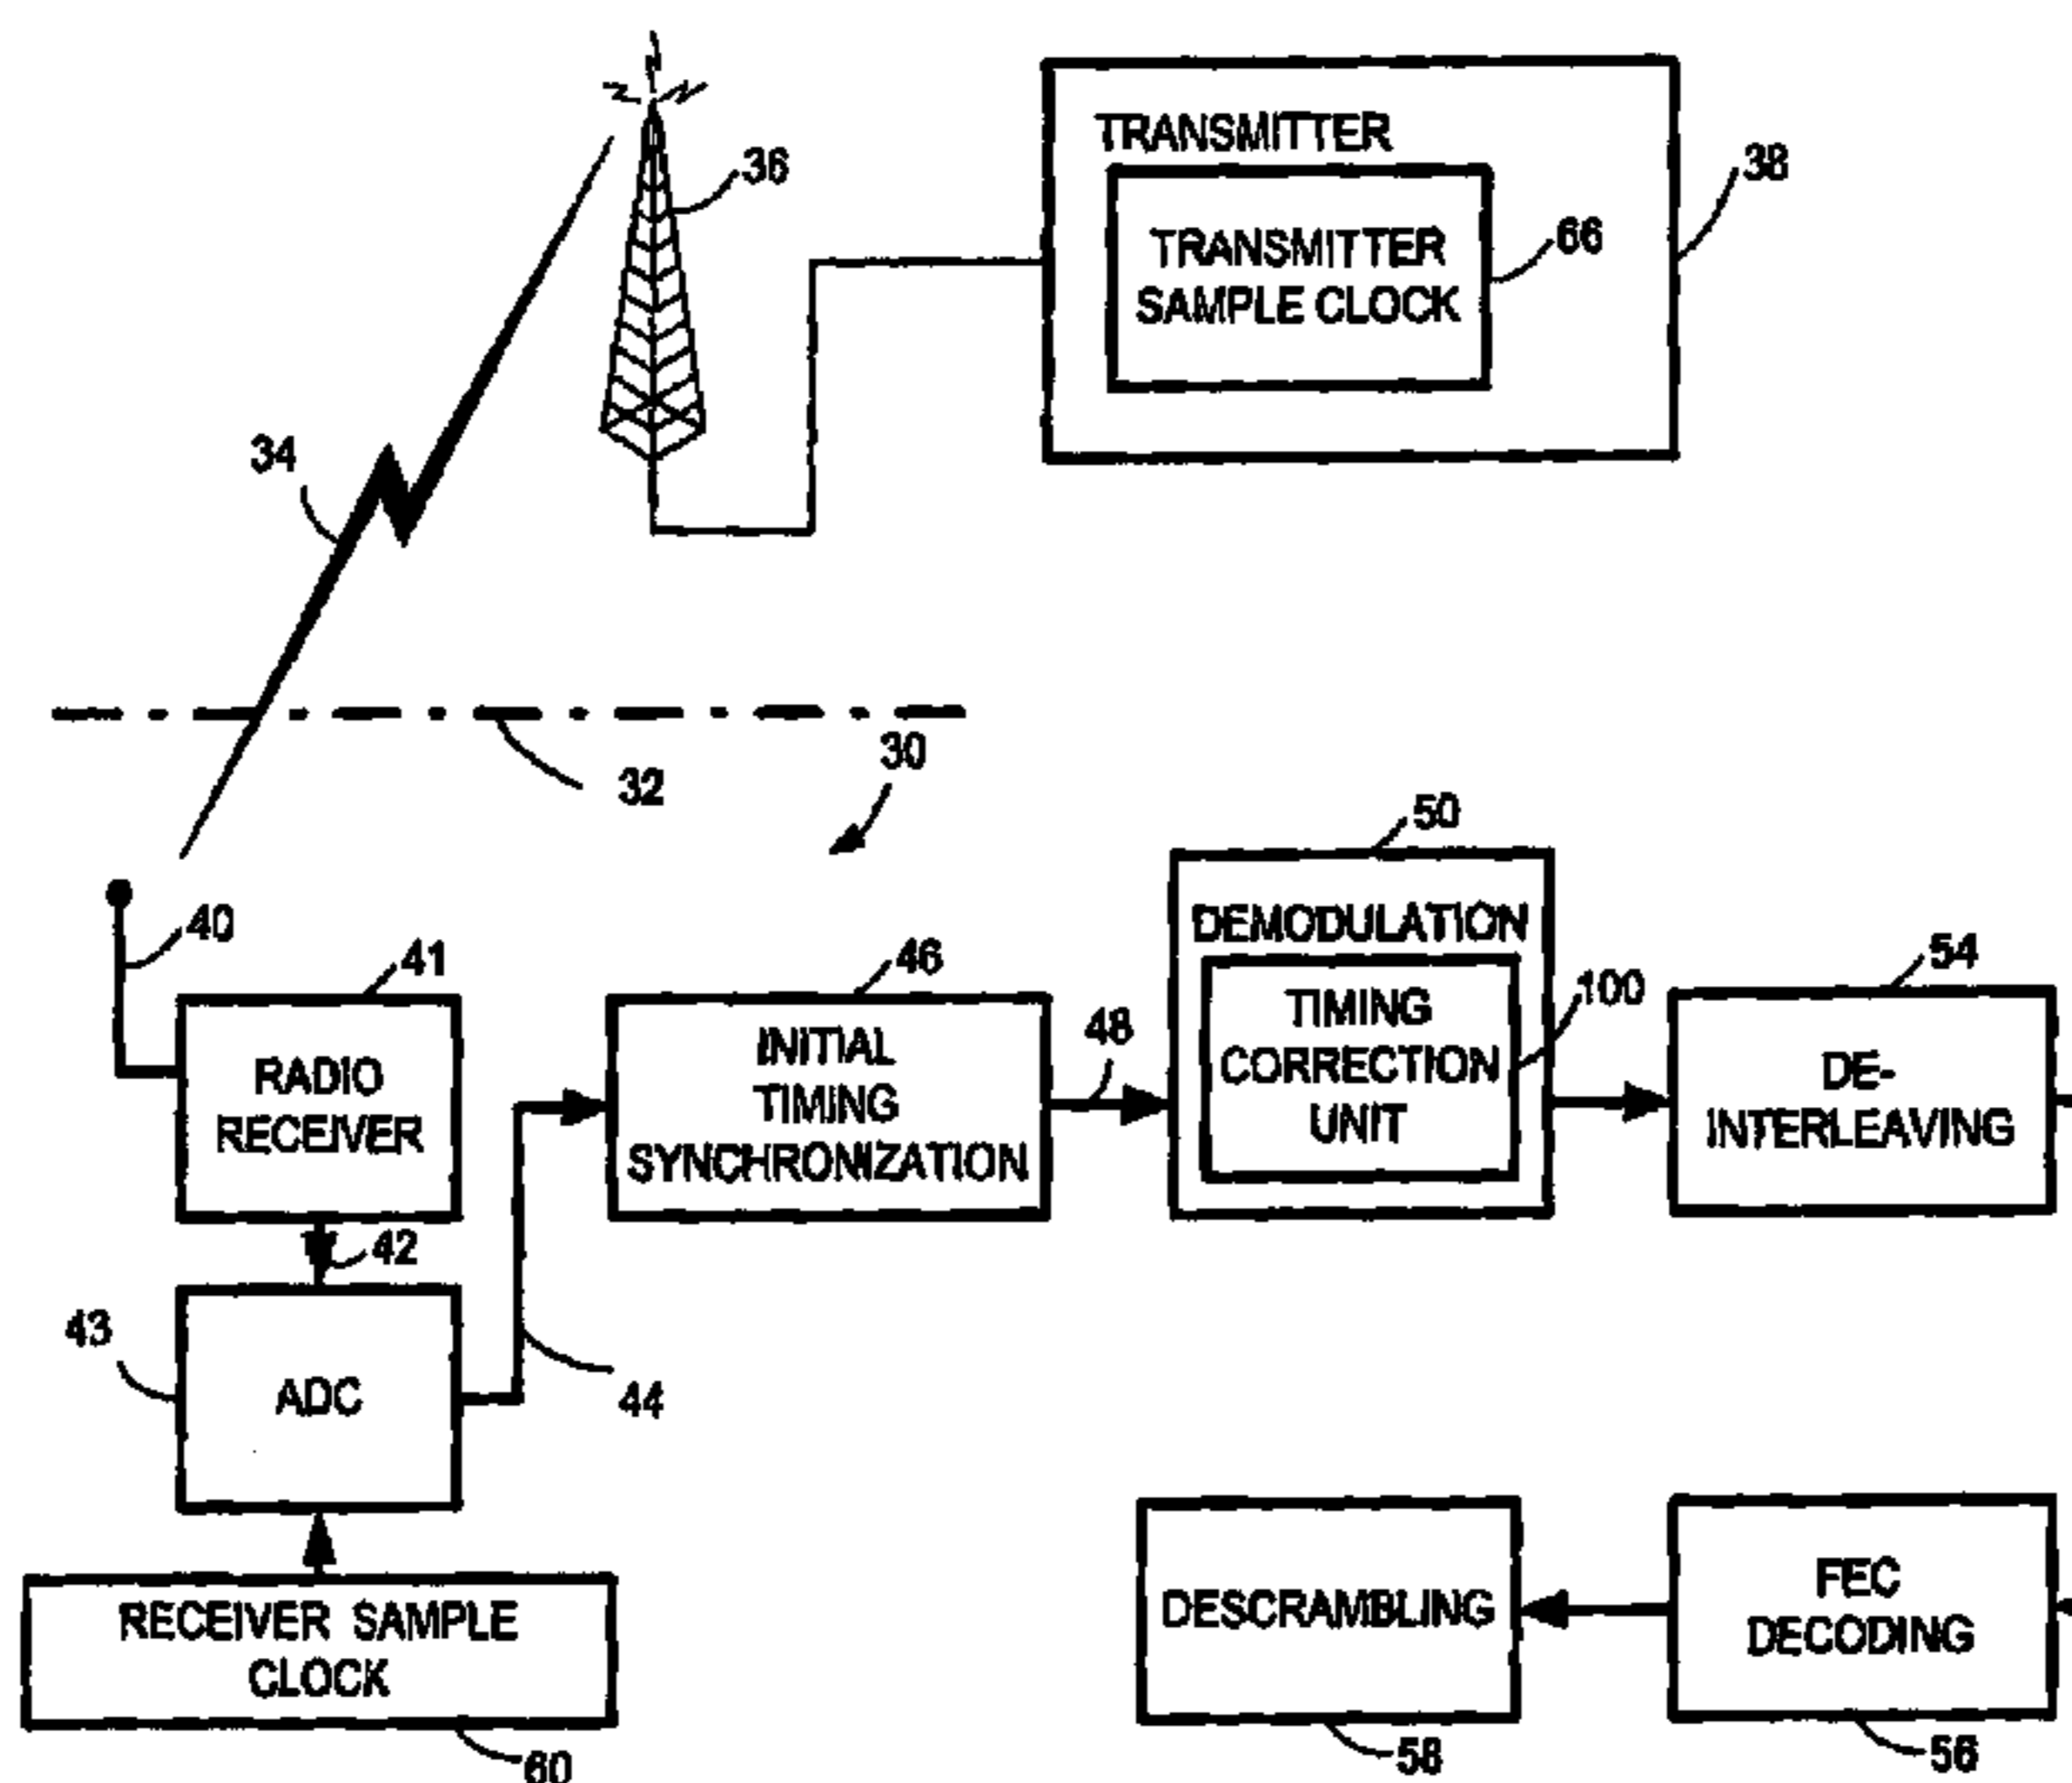 36
TRANSMITTER
38
TRANSMITTER
SAMPLE CLOCK
66
34
32
30
40
41
RADIO
RECEIVER
42
43
ADC
44
RECEIVER SAMPLE
CLOCK
60
46
INITIAL
TIMING
SYNCHRONIZATION
48
50
DEMODULATION
TIMING
CORRECTION
UNIT
100
54
DE-
INTERLEAVING
FEC
DECODING
56
DESCRAMBLING
58